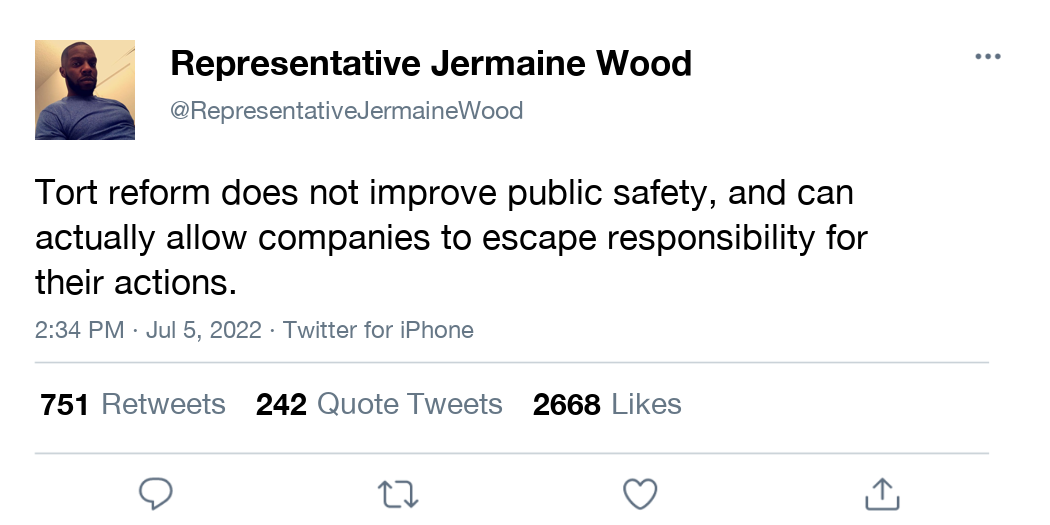 Representative Jermaine Wood
@RepresentativeJermaineWood
Tort reform does not improve public safety, and can
actually allow companies to escape responsibility for
their actions.
2:34 PM · Jul 5, 2022 · Twitter for iPhone
751 Retweets 242 Quote Tweets 2668 Likes